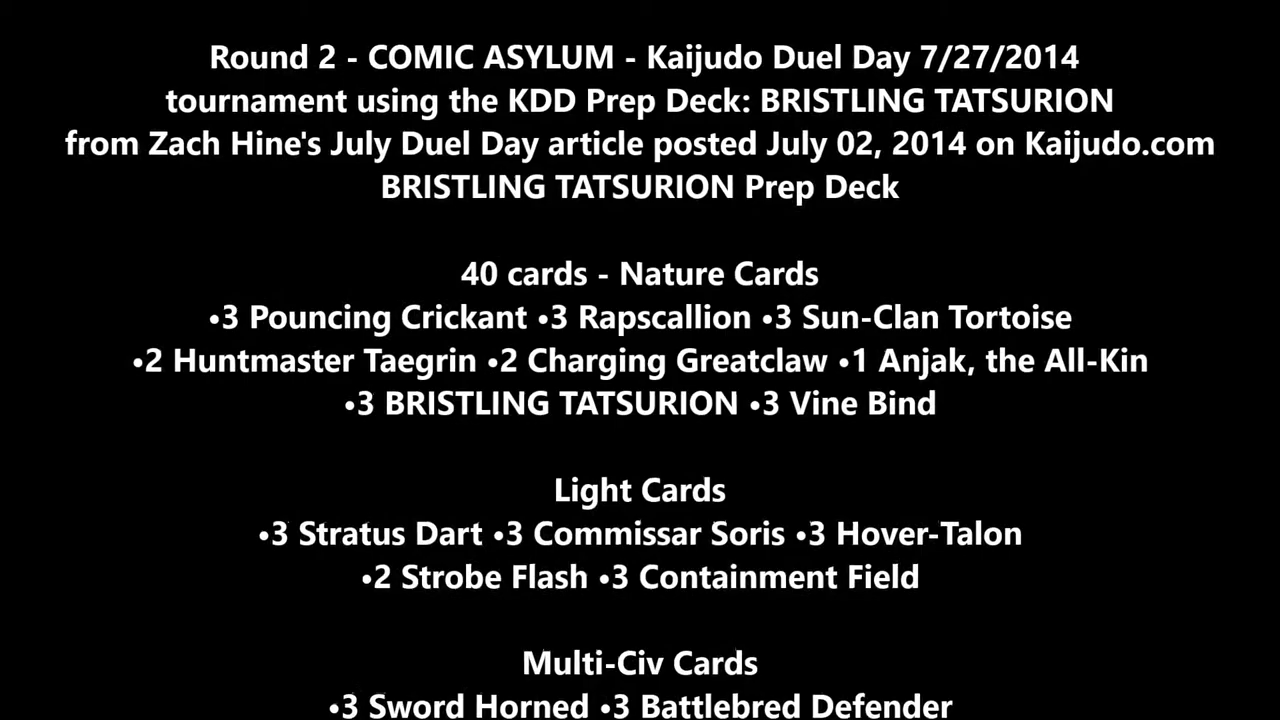 Round 2 - COMIC ASYLUM - Kaijudo Duel Day 7/27/2014
tournament using the KDD Prep Deck: BRISTLING TATSURION
from Zach Hine's July Duel Day article posted July 02, 2014 on Kaijudo.com
BRISTLING TATSURION Prep Deck
40 cards - Nature Cards
•3 Pouncing Crickant •3 Rapscallion •3 Sun-Clan Tortoise
•2 Huntmaster Taegrin •2 Charging Greatclaw •1 Anjak, the All-Kin
•3 BRISTLING TATSURION •3 Vine Bind
Light Cards
•3 Stratus Dart •3 Commissar Soris •3 Hover-Talon
•2 Strobe Flash •3 Containment Field
Multi-Civ Cards
•3 Sword Horned •3 Battlebred Defender